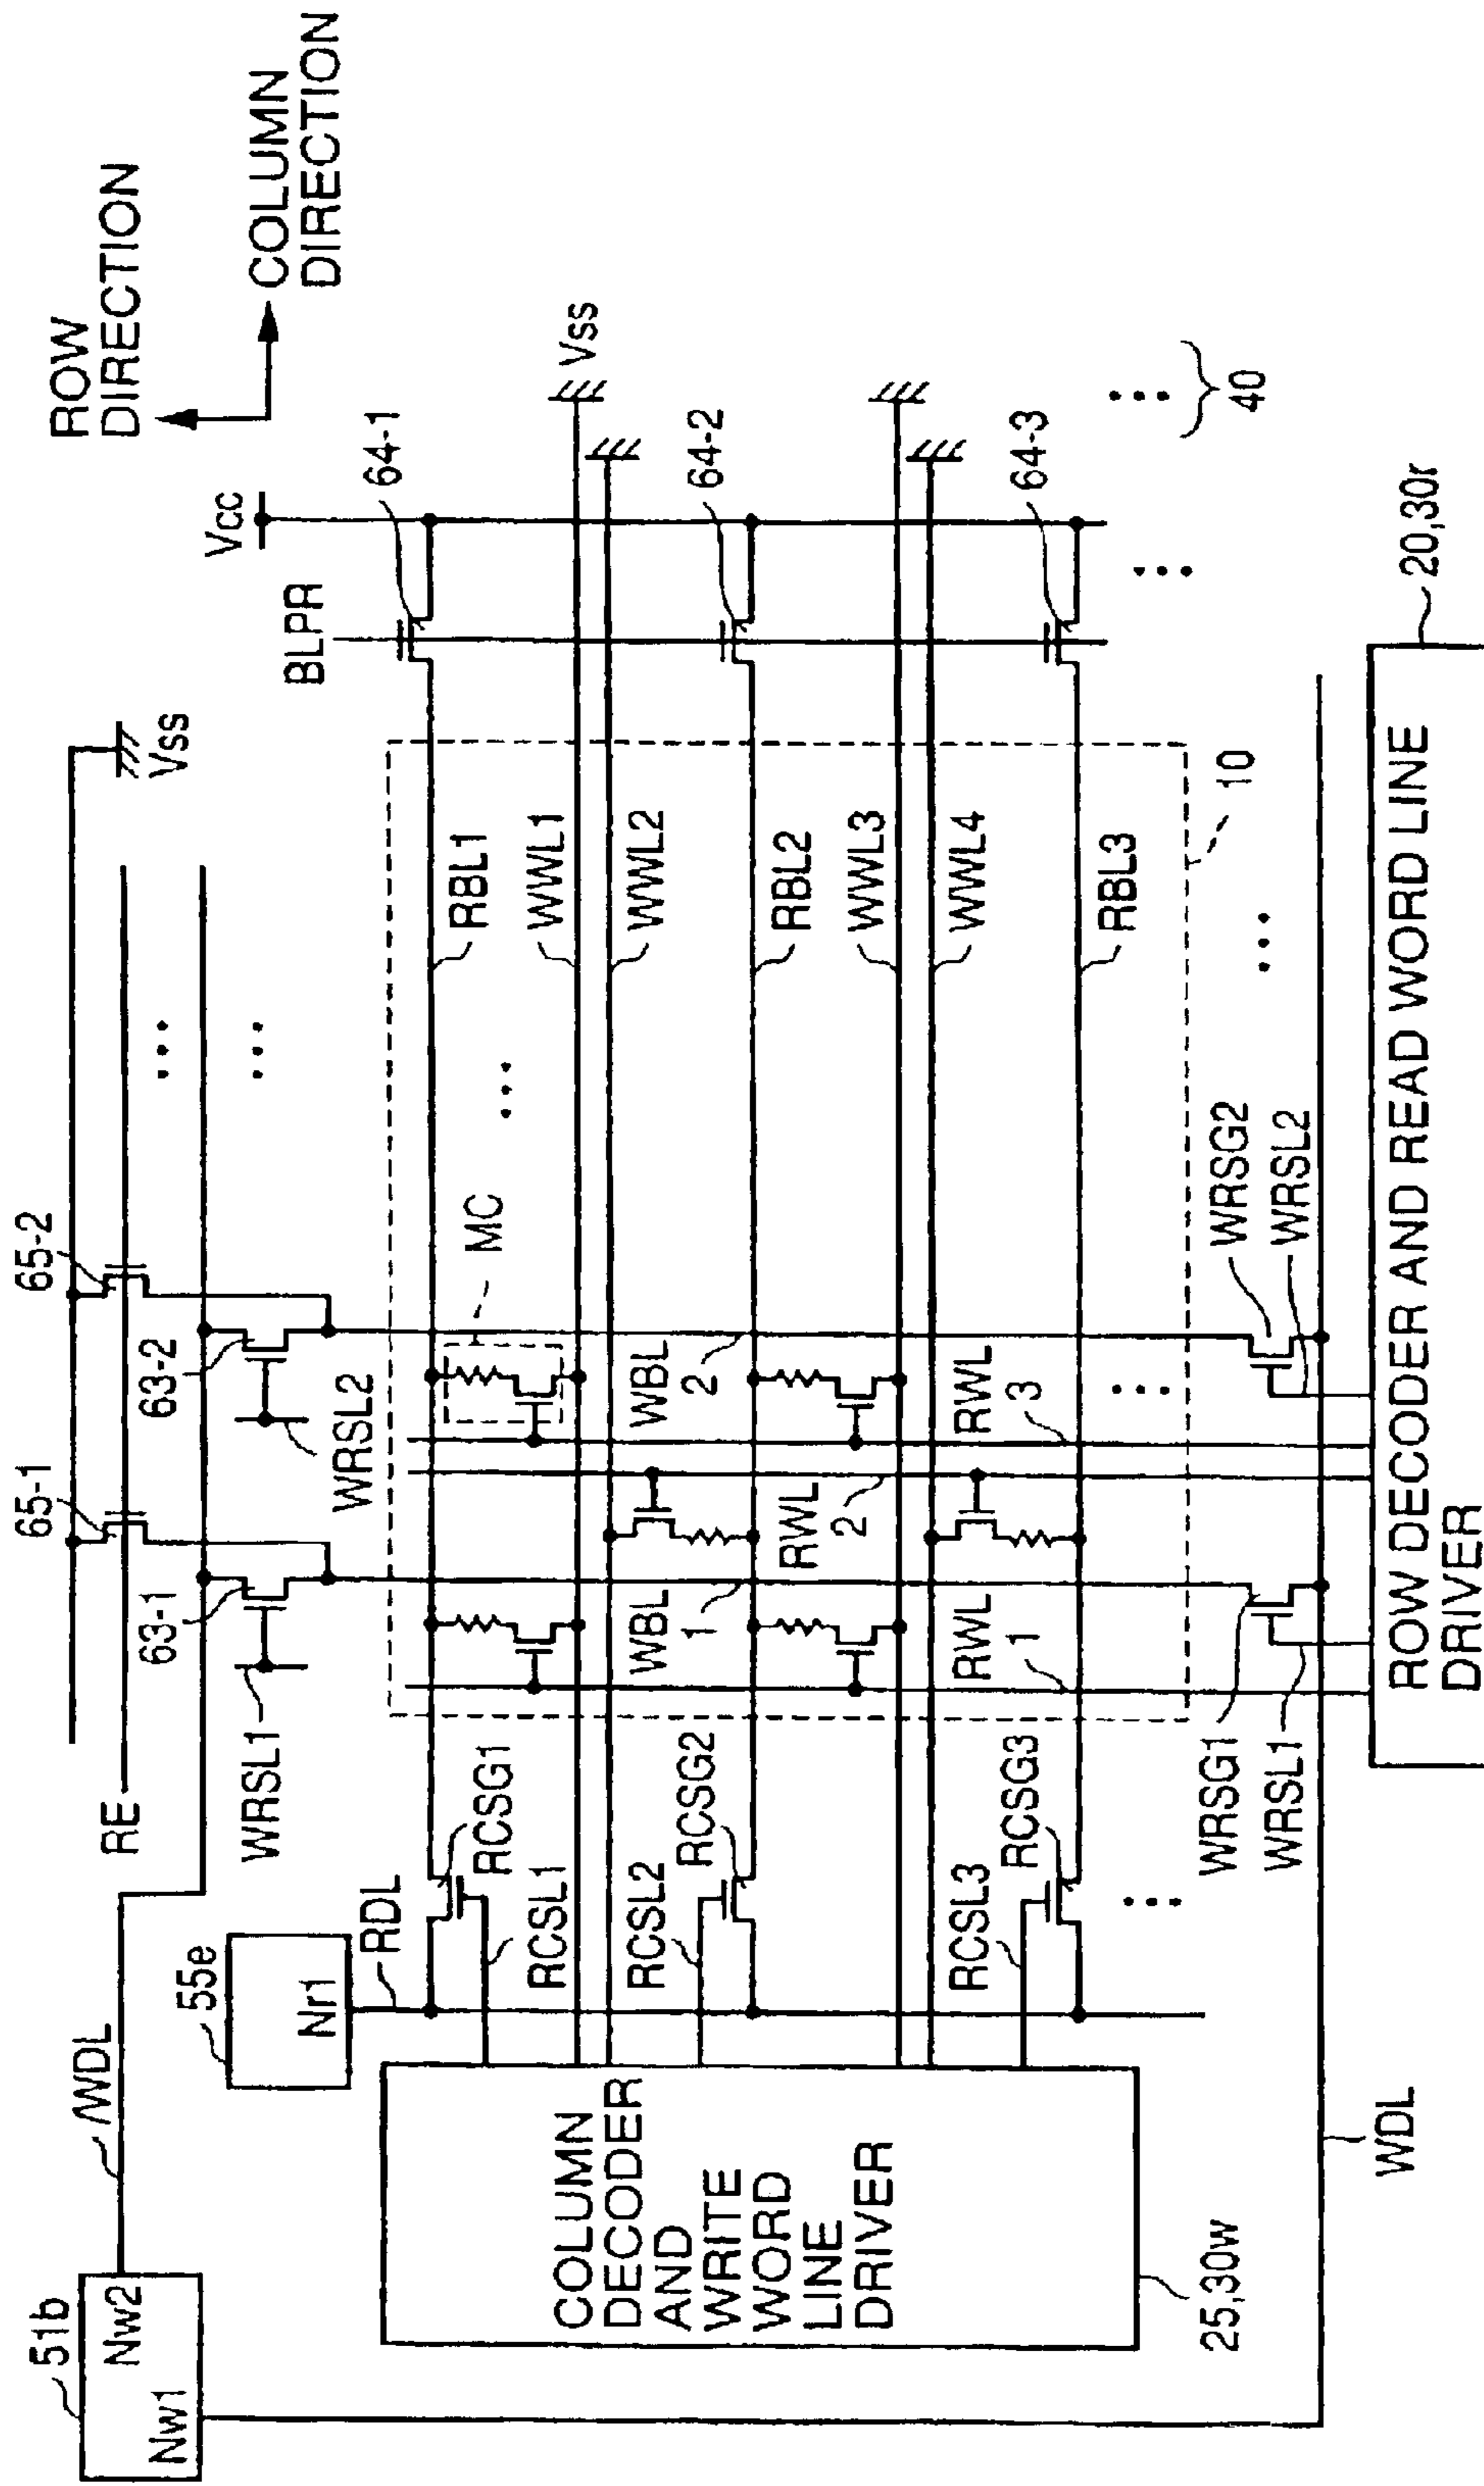 ROW
DIRECTION
COLUMN
DIRECTION
51b
Nw2
Nw1
/WDL
55e
Nr1
RDL
RE
WRSL1
63-1
65-1
WRSL2
63-2
65-2
Vss
BLPR
Vcc
64-1
Vss
64-2
64-3
40
COLUMN
DECODER
AND
WRITE
WORD
LINE
DRIVER
25,30w
RCSG1
RCSL1
RCSL2
RCSG2
RCSL3
RCSG3
MC
RBL1
WWL1
WWL2
RBL2
WWL3
WWL4
RBL3
10
WBL
1
WBL
2
RWL
1
RWL
2
RWL
3
WRSG1
WRSL1
WRSG2
WRSL2
WDL
20,30r
ROW DECODER AND READ WORD LINE
DRIVER